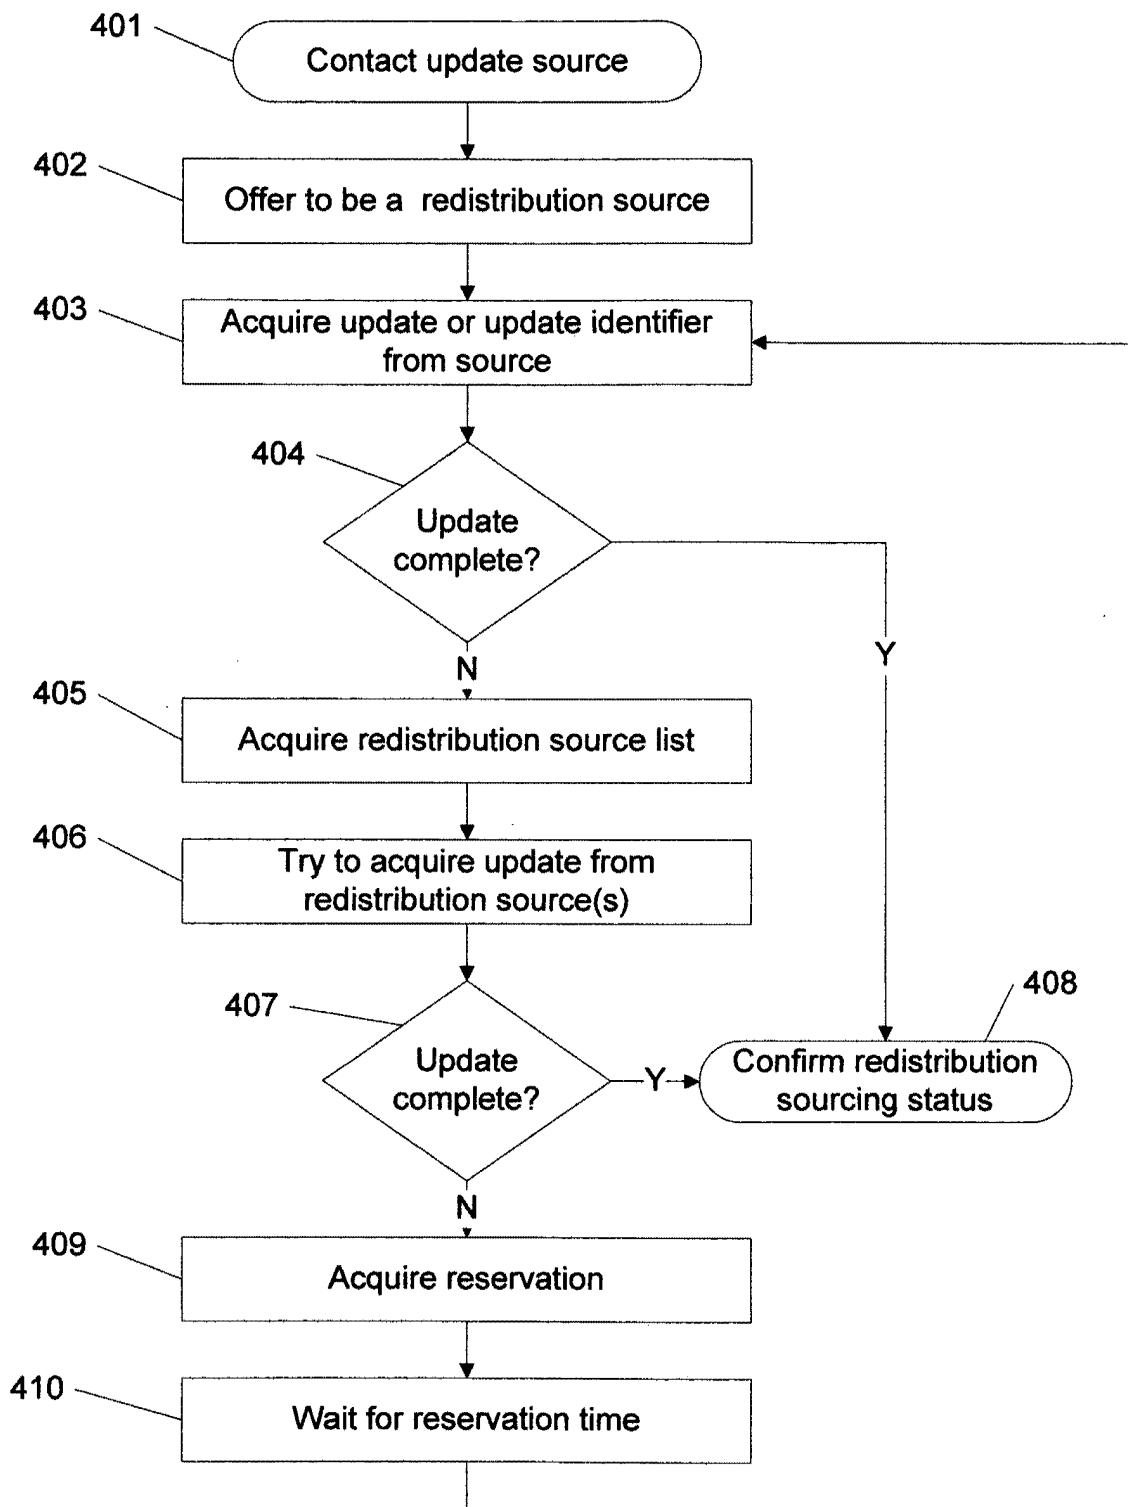 401
Contact update source
402
Offer to be a redistribution source
403
Acquire update or update identifier
from source
404
Update
complete?
Y
N
405
Acquire redistribution source list
406
Try to acquire update from
redistribution source(s)
407
Update
complete?
Y
408
Confirm redistribution
sourcing status
N
409
Acquire reservation
410
Wait for reservation time